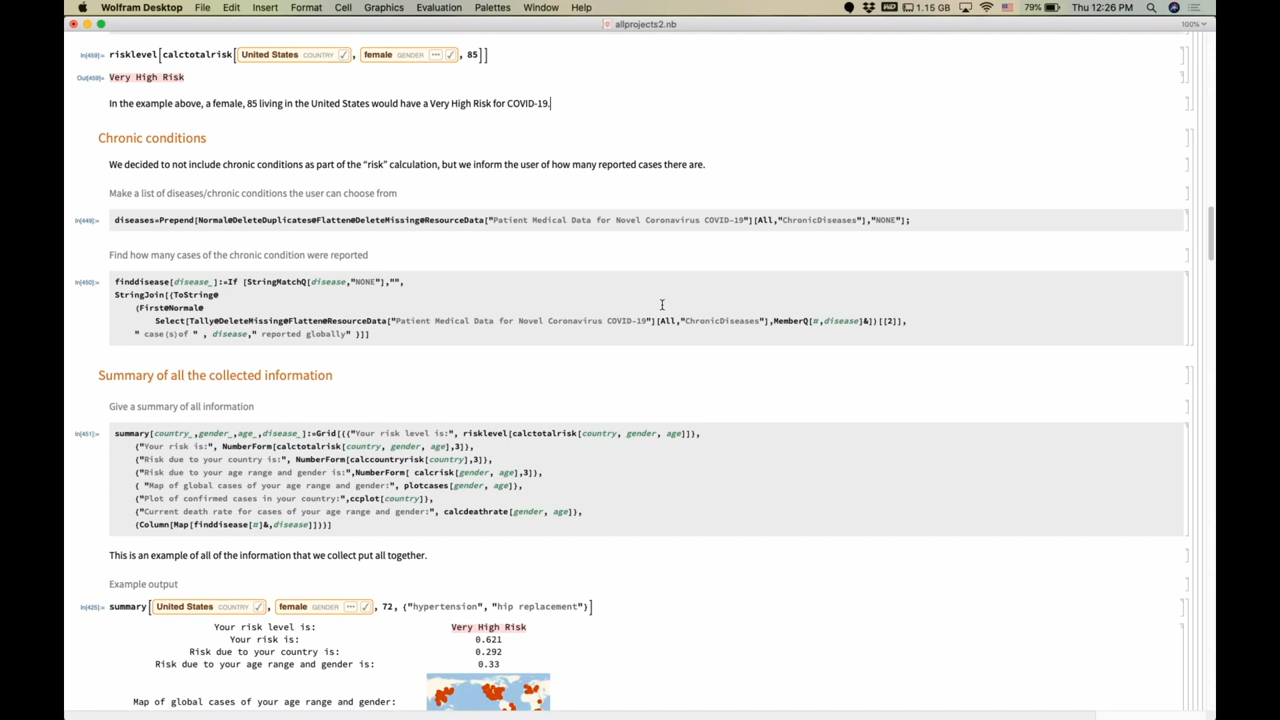 Wolfram Desktop File Edit Insert Format Cell Graphics Evaluation Palettes Window Help 1.15 GB 79% Thu 12:26 PM
allprojects2.nb 100%
In[459]:= risklevel[calctotalrisk[United States COUNTRY ✓, female GENDER ••• ✓, 85]]
Out[459]= Very High Risk
In the example above, a female, 85 living in the United States would have a Very High Risk for COVID-19.
Chronic conditions
We decided to not include chronic conditions as part of the “risk” calculation, but we inform the user of how many reported cases there are.
Make a list of diseases/chronic conditions the user can choose from
In[449]:= diseases=Prepend[Normal@DeleteDuplicates@Flatten@DeleteMissing@ResourceData["Patient Medical Data for Novel Coronavirus COVID-19"][All,"ChronicDiseases"],"NONE"];
Find how many cases of the chronic condition were reported
In[450]:= finddisease[disease_]:=If [StringMatchQ[disease,"NONE"],"",
StringJoin[{ToString@
(First@Normal@
Select[Tally@DeleteMissing@Flatten@ResourceData["Patient Medical Data for Novel Coronavirus COVID-19"][All,"ChronicDiseases"],MemberQ[#,disease]&])[[2]],
" case(s)of " , disease," reported globally" }]]
Summary of all the collected information
Give a summary of all information
In[451]:= summary[country_,gender_,age_,disease_]:=Grid[{{"Your risk level is:", risklevel[calctotalrisk[country, gender, age]]},
{"Your risk is:", NumberForm[calctotalrisk[country, gender, age],3]},
{"Risk due to your country is:", NumberForm[calccountryrisk[country],3]},
{"Risk due to your age range and gender is:",NumberForm[ calcrisk[gender, age],3]},
{ "Map of global cases of your age range and gender:", plotcases[gender, age]},
{"Plot of confirmed cases in your country:",ccplot[country]},
{"Current death rate for cases of your age range and gender:", calcdeathrate[gender, age]},
{Column[Map[finddisease[#]&,disease]]}}]
This is an example of all of the information that we collect put all together.
Example output
In[425]:= summary[United States COUNTRY ✓, female GENDER ••• ✓, 72, {"hypertension", "hip replacement"}]
Your risk level is: Very High Risk
Your risk is: 0.621
Risk due to your country is: 0.292
Risk due to your age range and gender is: 0.33
Map of global cases of your age range and gender: